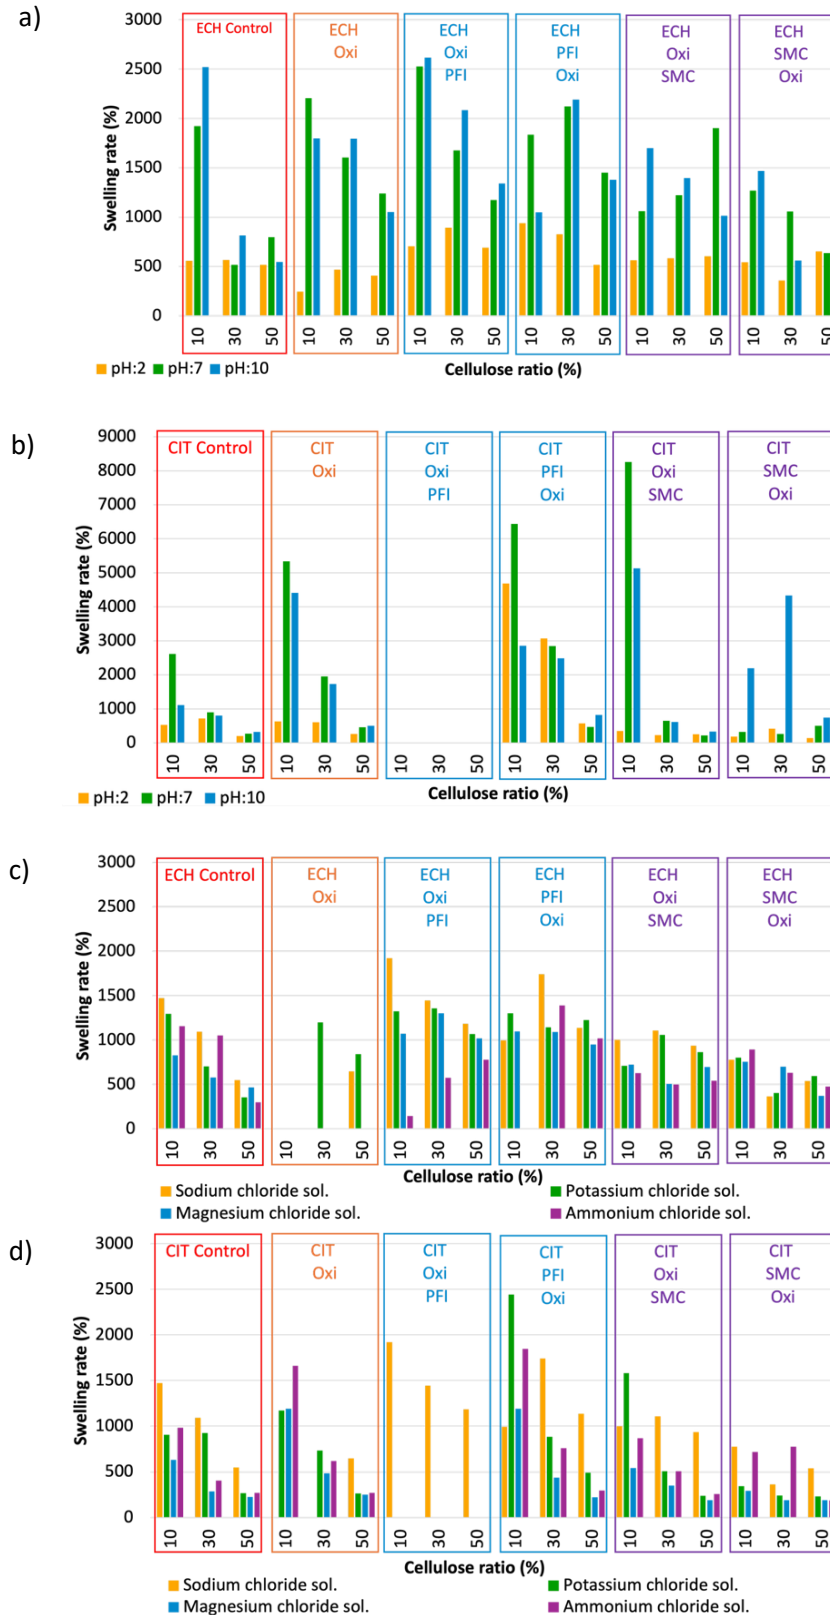 a)
3000
2500
2000
1500
1000
500
0
Swelling rate (%)
ECH Control
ECH
Oxi
ECH
Oxi
PFI
ECH
PFI
Oxi
ECH
Oxi
SMC
ECH
SMC
Oxi
10 30 50 10 30 50 10 30 50 10 30 50 10 30 50 10 30 50
pH:2 pH:7 pH:10
Cellulose ratio (%)
b)
9000
8000
7000
6000
5000
4000
3000
2000
1000
0
Swelling rate (%)
CIT Control
CIT
Oxi
CIT
Oxi
PFI
CIT
PFI
Oxi
CIT
Oxi
SMC
CIT
SMC
Oxi
10 30 50 10 30 50 10 30 50 10 30 50 10 30 50 10 30 50
pH:2 pH:7 pH:10
Cellulose ratio (%)
c)
3000
2500
2000
1500
1000
500
0
Swelling rate (%)
ECH Control
ECH
Oxi
ECH
Oxi
PFI
ECH
PFI
Oxi
ECH
Oxi
SMC
ECH
SMC
Oxi
10 30 50 10 30 50 10 30 50 10 30 50 10 30 50 10 30 50
Cellulose ratio (%)
Sodium chloride sol. Potassium chloride sol.
Magnesium chloride sol. Ammonium chloride sol.
d)
3000
2500
2000
1500
1000
500
0
Swelling rate (%)
CIT Control
CIT
Oxi
CIT
Oxi
PFI
CIT
PFI
Oxi
CIT
Oxi
SMC
CIT
SMC
Oxi
10 30 50 10 30 50 10 30 50 10 30 50 10 30 50 10 30 50
Cellulose ratio (%)
Sodium chloride sol. Potassium chloride sol.
Magnesium chloride sol. Ammonium chloride sol.